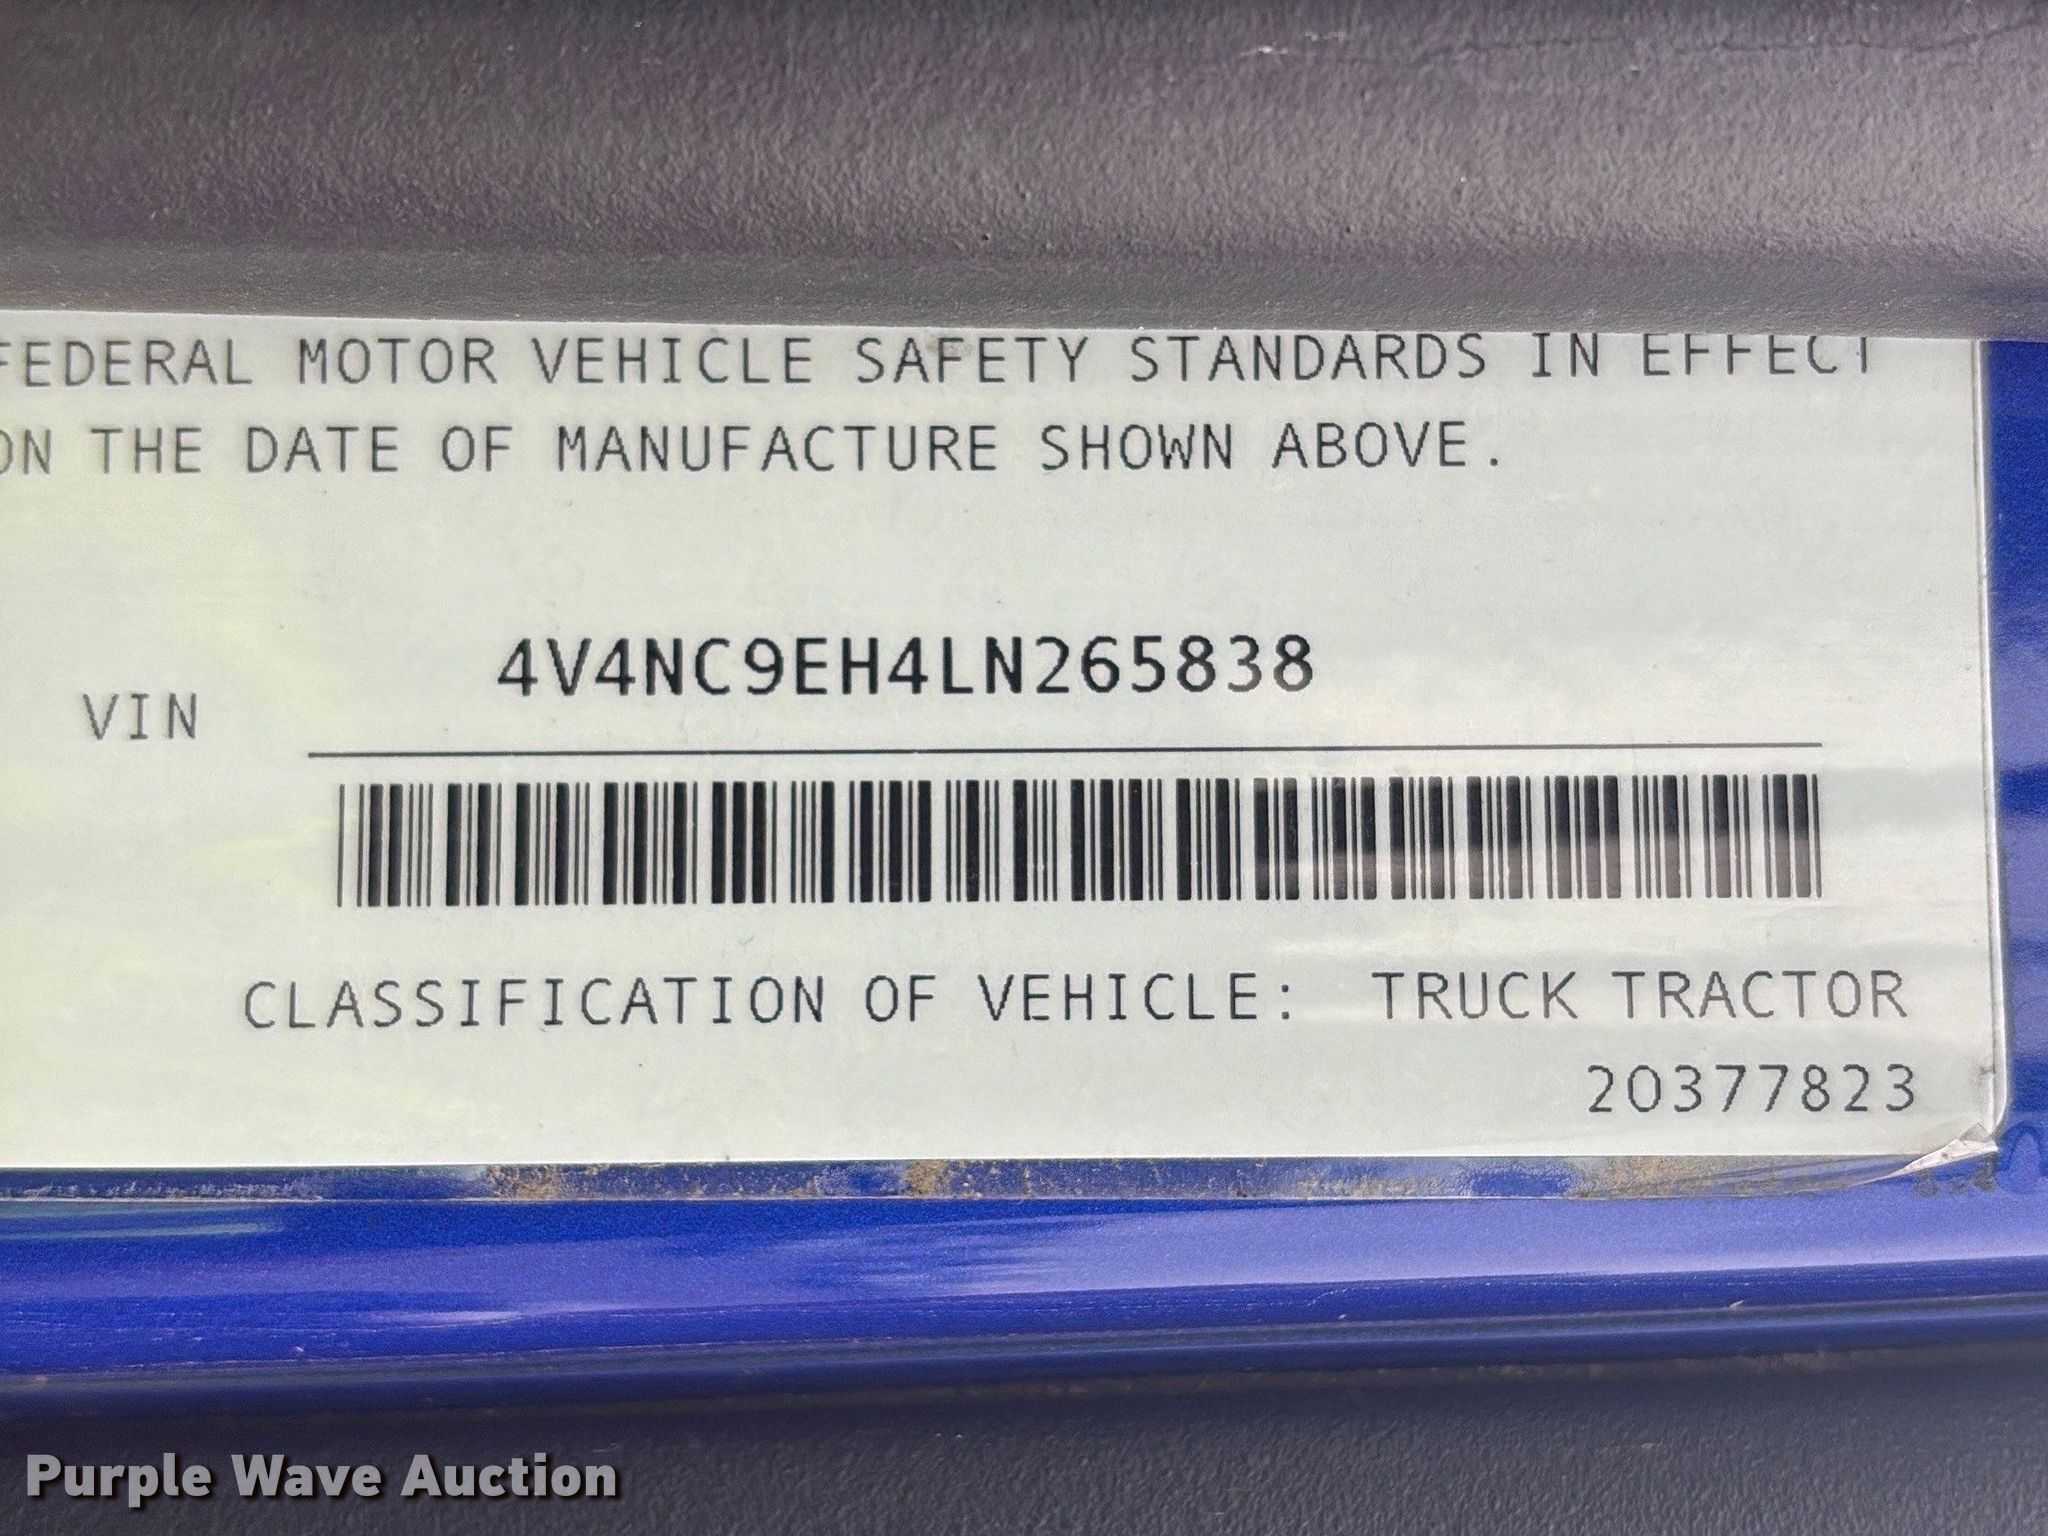 FEDERAL MOTOR VEHICLE SAFETY STANDARDS IN EFFECT
ON THE DATE OF MANUFACTURE SHOWN ABOVE.
4V4NC9EH4LN265838
VIN
CLASSIFICATION OF VEHICLE: TRUCK TRACTOR
20377823
Purple Wave Auction